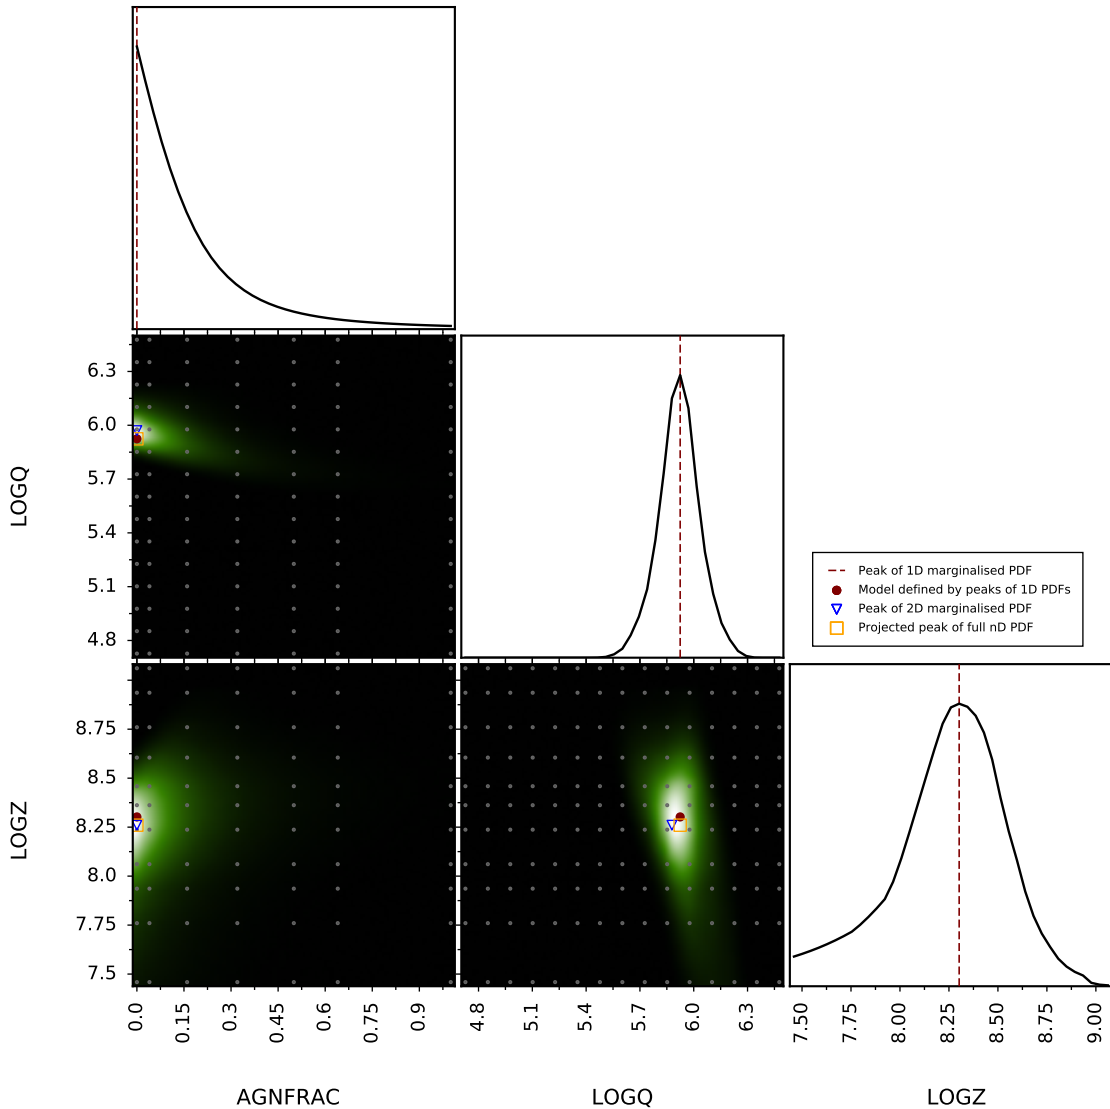 6.3
6.0
5.7
5.4
5.1
4.8
LOGQ
Peak of 1D marginalised PDF
Model defined by peaks of 1D PDFs
Peak of 2D marginalised PDF
Projected peak of full nD PDF
8.75
8.5
8.25
8.0
7.75
7.5
LOGZ
0.0 0.15 0.3 0.45 0.6 0.75 0.9
4.8 5.1 5.4 5.7 6.0 6.3
7.50 7.75 8.00 8.25 8.50 8.75 9.00
AGNFRAC LOGQ LOGZ